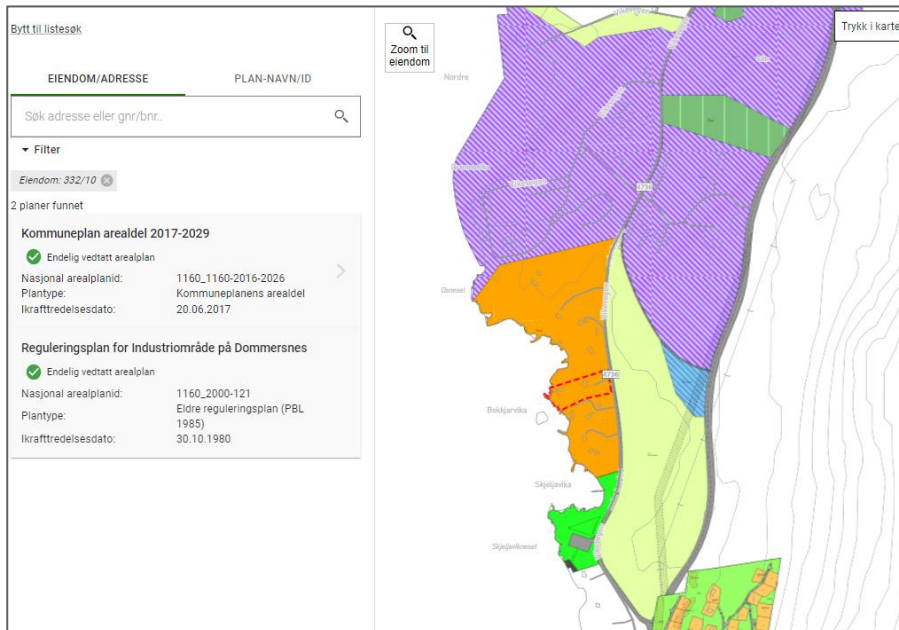 Bytt til listesøk
EIENDOM/ADRESSE PLAN-NAVN/ID
Søk adresse eller gnr/bnr..
Filter
Eiendom: 332/10
2 planer funnet
Kommuneplan arealdel 2017-2029
Endelig vedtatt arealplan
Nasjonal arealplanid: 1160_1160-2016-2026
Plantype: Kommuneplanens arealdel
Ikrafttredelsesdato: 20.06.2017
Reguleringsplan for Industriområde på Dommersnes
Endelig vedtatt arealplan
Nasjonal arealplanid: 1160_2000-121
Plantype: Eldre reguleringsplan (PBL
1985)
Ikrafttredelsesdato: 30.10.1980
Zoom til
eiendom
Trykk i karte
Nordre
4736
4736
Bekkjarvika
Skjeljavika
Skjeljavikneset